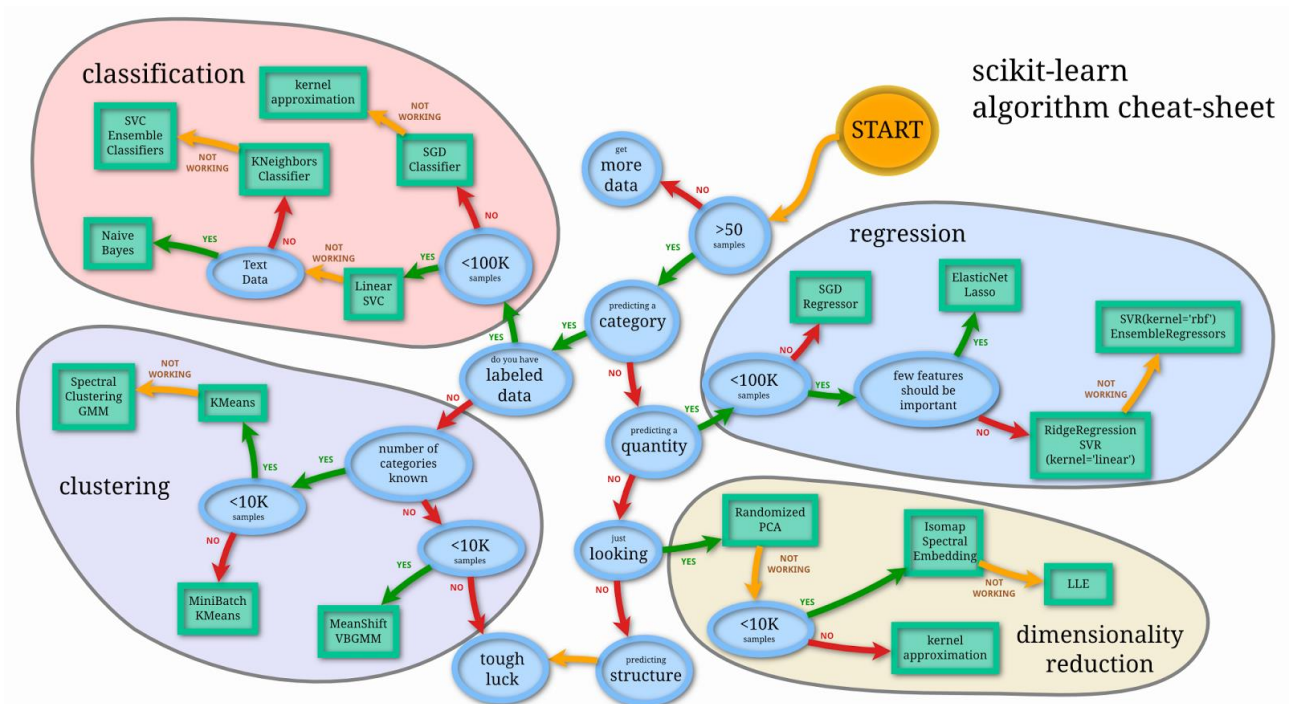 scikit-learn
algorithm cheat-sheet
START
classification
kernel
approximation
NOT
WORKING
SVC
Ensemble
Classifiers
NOT
WORKING
KNeighbors
Classifier
SGD
Classifier
NO
Naive
Bayes
YES
NO
Text
Data
NOT
WORKING
Linear
SVC
YES
<100K
samples
YES
get
more
data
NO
>50
samples
YES
predicting a
category
YES
NO
do you have
labeled
data
NO
predicting a
quantity
YES
NO
just
looking
YES
NO
predicting
structure
tough
luck
regression
SGD
Regressor
NO
<100K
samples
YES
ElasticNet
Lasso
YES
few features
should be
important
NO
SVR(kernel='rbf')
EnsembleRegressors
NOT
WORKING
RidgeRegression
SVR
(kernel='linear')
clustering
Spectral
Clustering
GMM
NOT
WORKING
KMeans
YES
<10K
samples
NO
MiniBatch
KMeans
YES
number of
categories
known
NO
<10K
samples
YES
NO
MeanShift
VBGMM
dimensionality
reduction
Randomized
PCA
NOT
WORKING
<10K
samples
YES
NO
Isomap
Spectral
Embedding
NOT
WORKING
LLE
kernel
approximation